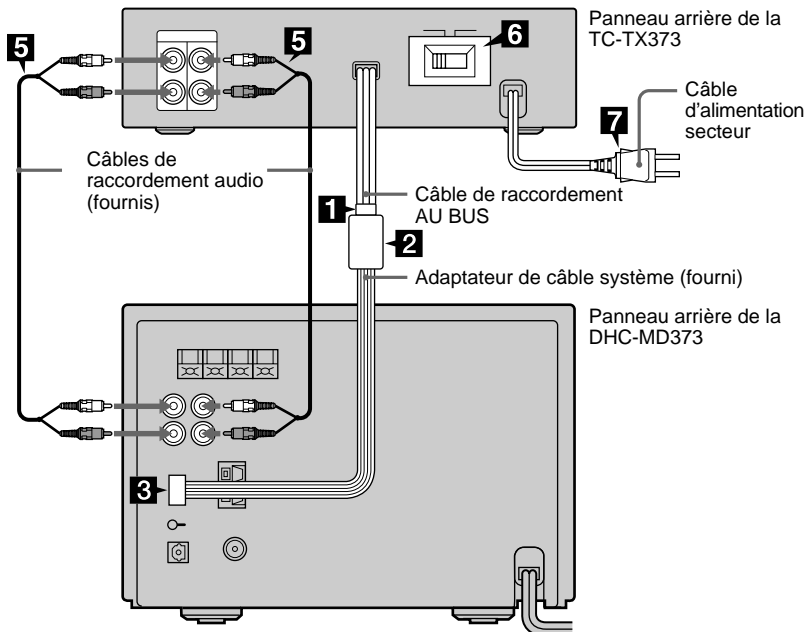 Panneau arrière de la
TC-TX373
5
5
6
Câble
d'alimentation
secteur
7
Câbles de
raccordement audio
(fournis)
Câble de raccordement
AU BUS
1
2
Adaptateur de câble système (fourni)
Panneau arrière de la
DHC-MD373
3